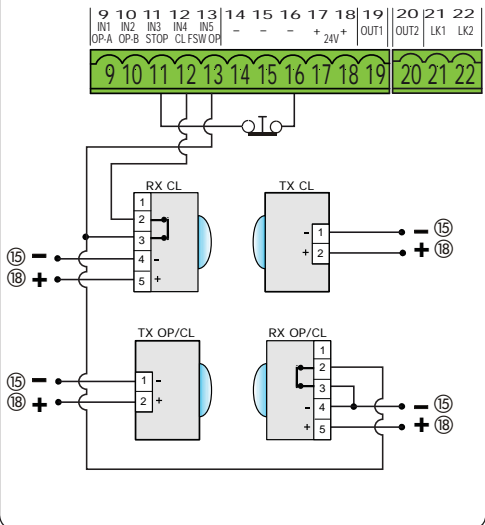 9 10 11 12 13 14 15 16 17 18 19 20 21 22
IN1 IN2 IN3 IN4 IN5 - - - + + OUT1 OUT2 LK1 LK2
OP-A OP-B STOP CL FSW OP 24V
9 10 11 12 13 14 15 16 17 18 19 20 21 22
RX CL
1
2
3
4 -
5 +
⑮ -
⑱ +
TX CL
- 1
+ 2
- ⑮
+ ⑱
TX OP/CL
1 -
2 +
⑮ -
⑱ +
RX OP/CL
1
2
3
- 4
+ 5
- ⑮
+ ⑱